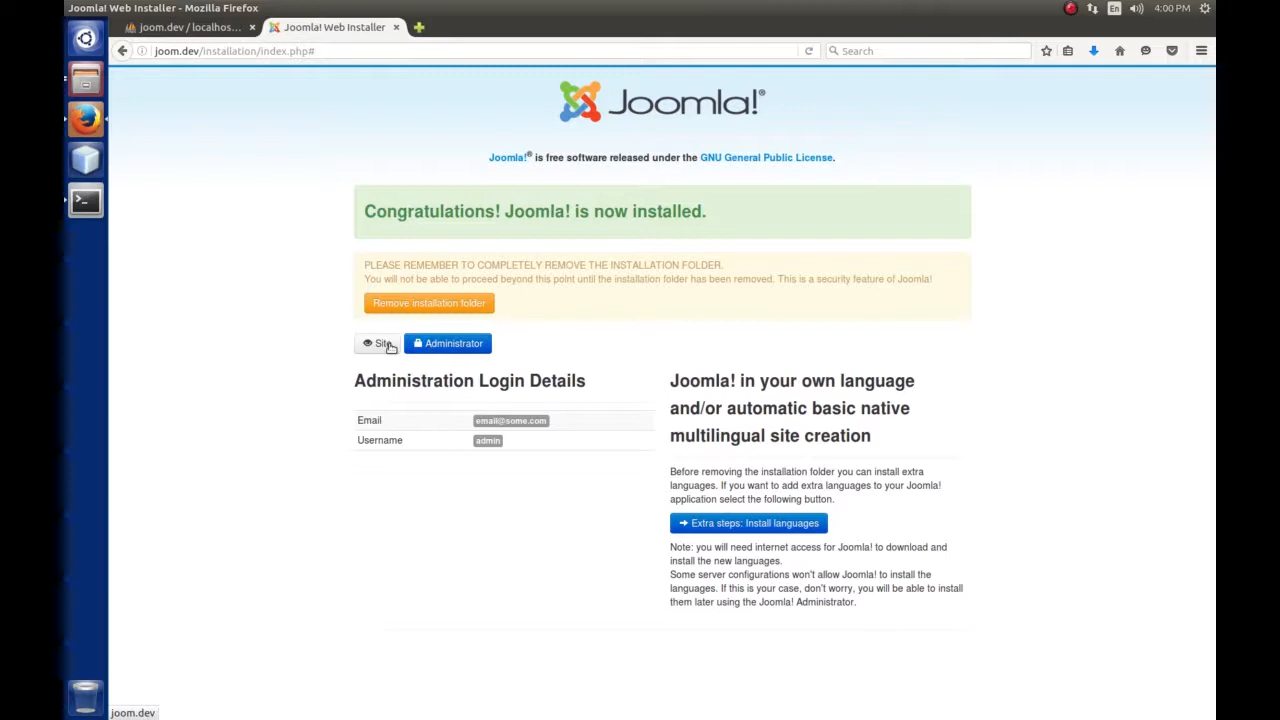 Joomla! Web Installer - Mozilla Firefox
En
4:00 PM
joom.dev / localhos...
Joomla! Web Installer
joom.dev/installation/index.php#
Search
Joomla!®
Joomla!® is free software released under the GNU General Public License.
Congratulations! Joomla! is now installed.
PLEASE REMEMBER TO COMPLETELY REMOVE THE INSTALLATION FOLDER.
You will not be able to proceed beyond this point until the installation folder has been removed. This is a security feature of Joomla!
Remove installation folder
Site
Administrator
Administration Login Details
Email
email@some.com
Username
admin
Joomla! in your own language
and/or automatic basic native
multilingual site creation
Before removing the installation folder you can install extra
languages. If you want to add extra languages to your Joomla!
application select the following button.
Extra steps: Install languages
Note: you will need internet access for Joomla! to download and
install the new languages.
Some server configurations won't allow Joomla! to install the
languages. If this is your case, don't worry, you will be able to install
them later using the Joomla! Administrator.
joom.dev